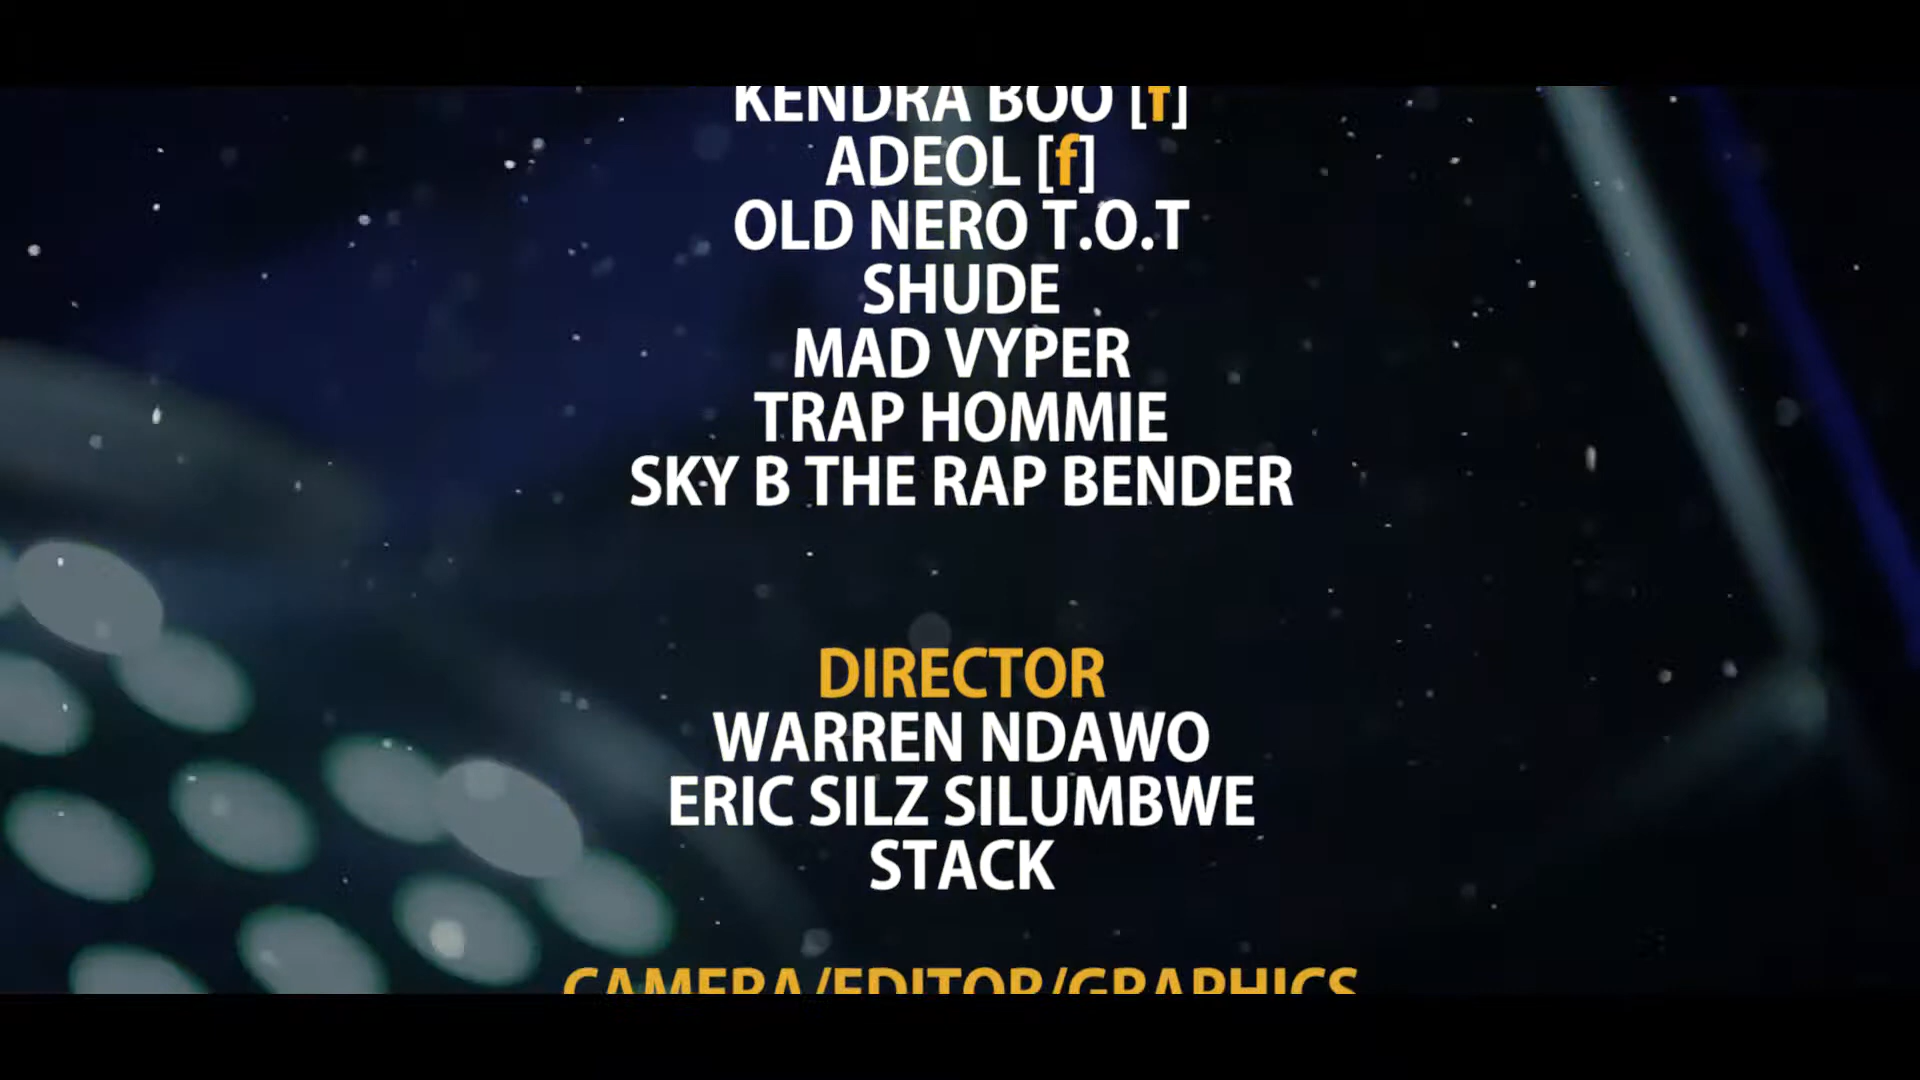 KENDRA BOO [f]
ADEOL [f]
OLD NERO T.O.T
SHUDE
MAD VYPER
TRAP HOMMIE
SKY B THE RAP BENDER
DIRECTOR
WARREN NDAWO
ERIC SILZ SILUMBWE
STACK
CAMERA/EDITOR/GRAPHICS